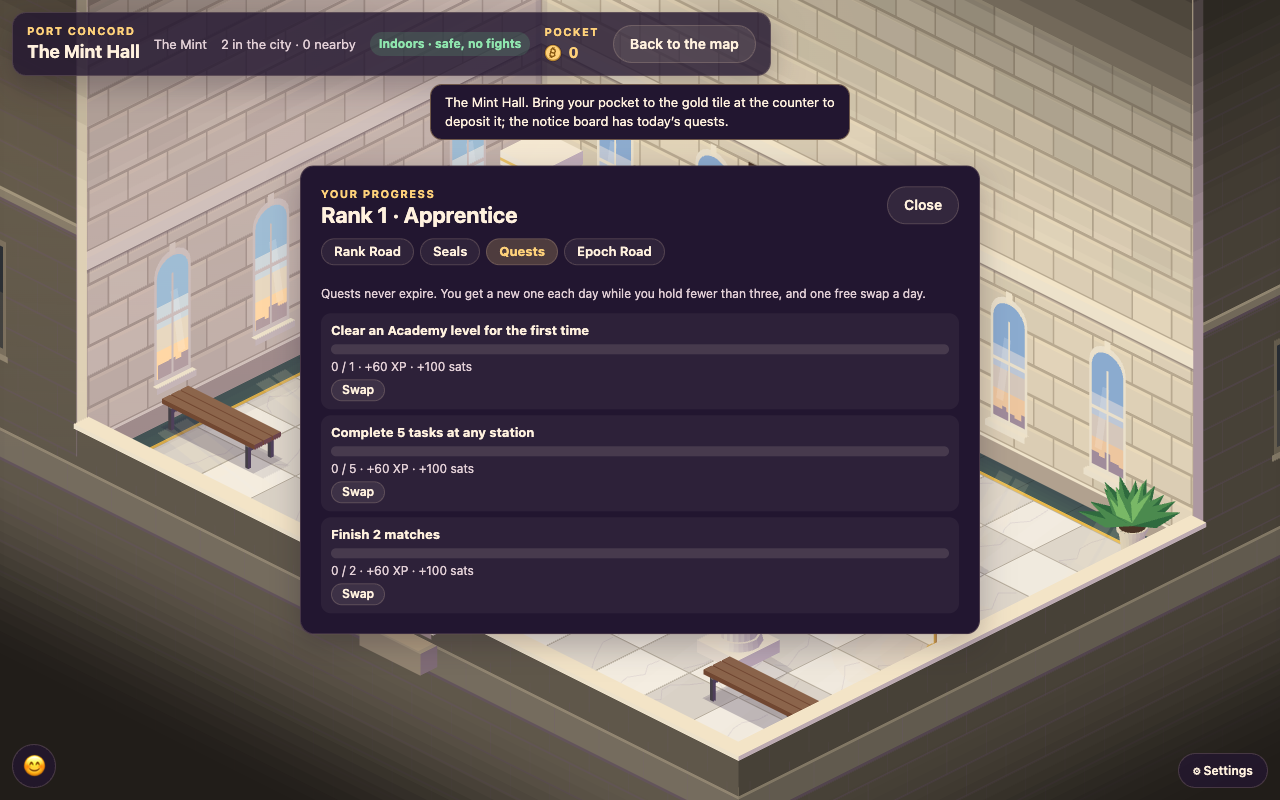 PORT CONCORD
The Mint Hall
The Mint
2 in the city · 0 nearby
Indoors · safe, no fights
POCKET
0
Back to the map
The Mint Hall. Bring your pocket to the gold tile at the counter to
deposit it; the notice board has today's quests.
YOUR PROGRESS
Rank 1 · Apprentice
Close
Rank Road
Seals
Quests
Epoch Road
Quests never expire. You get a new one each day while you hold fewer than three, and one free swap a day.
Clear an Academy level for the first time
0 / 1 · +60 XP · +100 sats
Swap
Complete 5 tasks at any station
0 / 5 · +60 XP · +100 sats
Swap
Finish 2 matches
0 / 2 · +60 XP · +100 sats
Swap
Settings